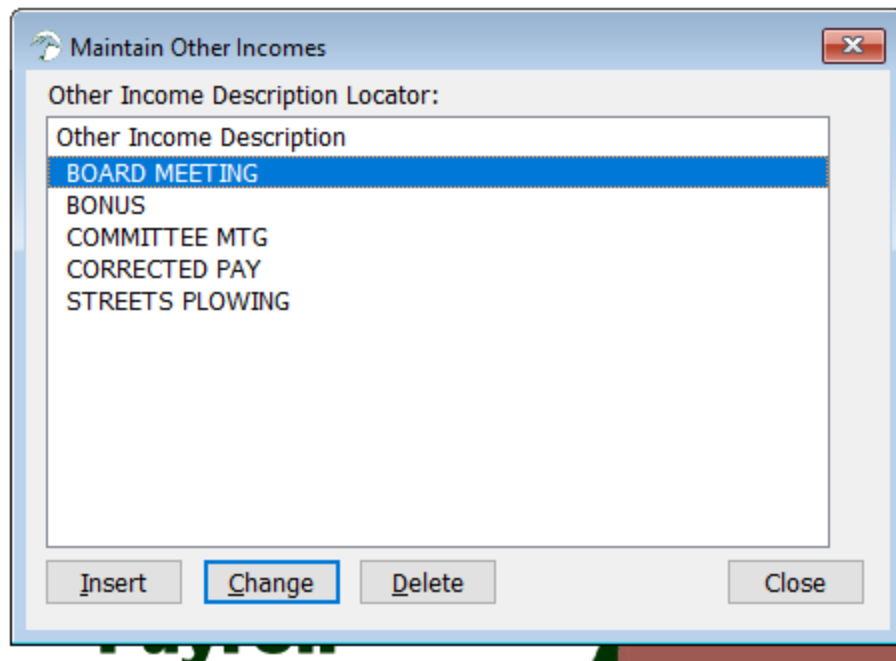 Maintain Other Incomes
Other Income Description Locator:
Other Income Description
BOARD MEETING
BONUS
COMMITTEE MTG
CORRECTED PAY
STREETS PLOWING
Insert Change Delete Close
Payroll